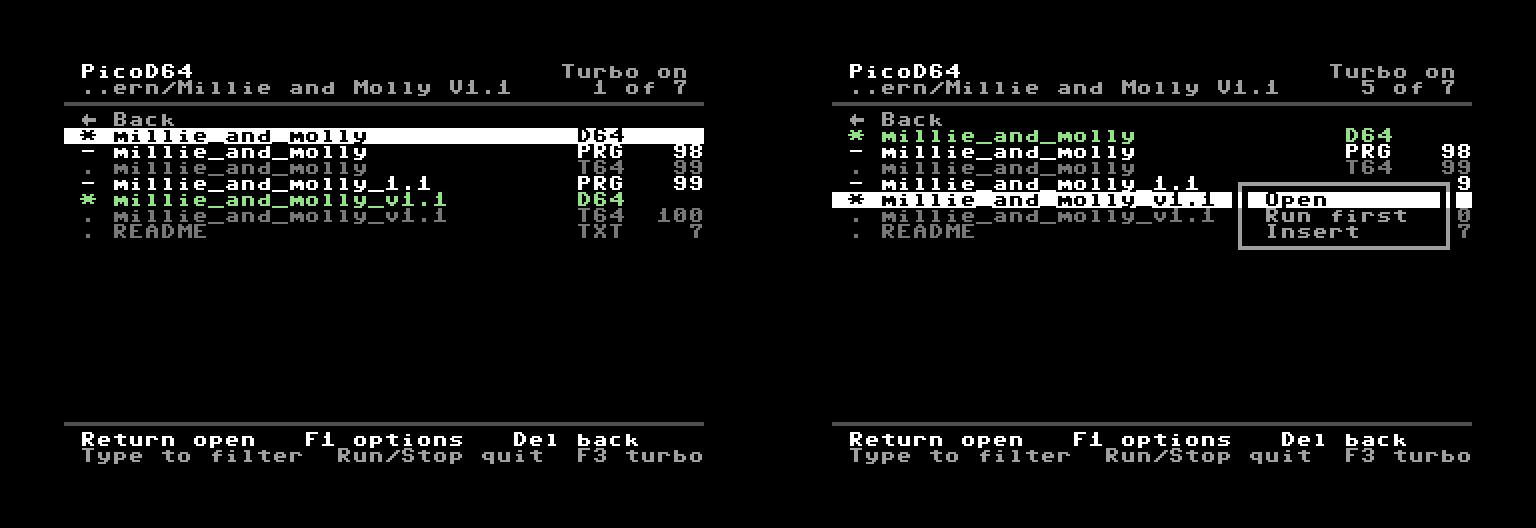 PicoD64 Turbo on
..ern/Millie and Molly V1.1 1 of 7
← Back
* millie_and_molly D64
- millie_and_molly PRG 98
. millie_and_molly T64 99
- millie_and_molly_1.1 PRG 99
* millie_and_molly_v1.1 D64
. millie_and_molly_v1.1 T64 100
. README TXT 7
Return open F1 options Del back
Type to filter Run/Stop quit F3 turbo
PicoD64 Turbo on
..ern/Millie and Molly V1.1 5 of 7
← Back
* millie_and_molly D64
- millie_and_molly PRG 98
. millie_and_molly T64 99
- millie_and_molly_1.1 9
* millie_and_molly_v1.1 Open
. millie_and_molly_v1.1 Run first 0
. README Insert 7
Return open F1 options Del back
Type to filter Run/Stop quit F3 turbo